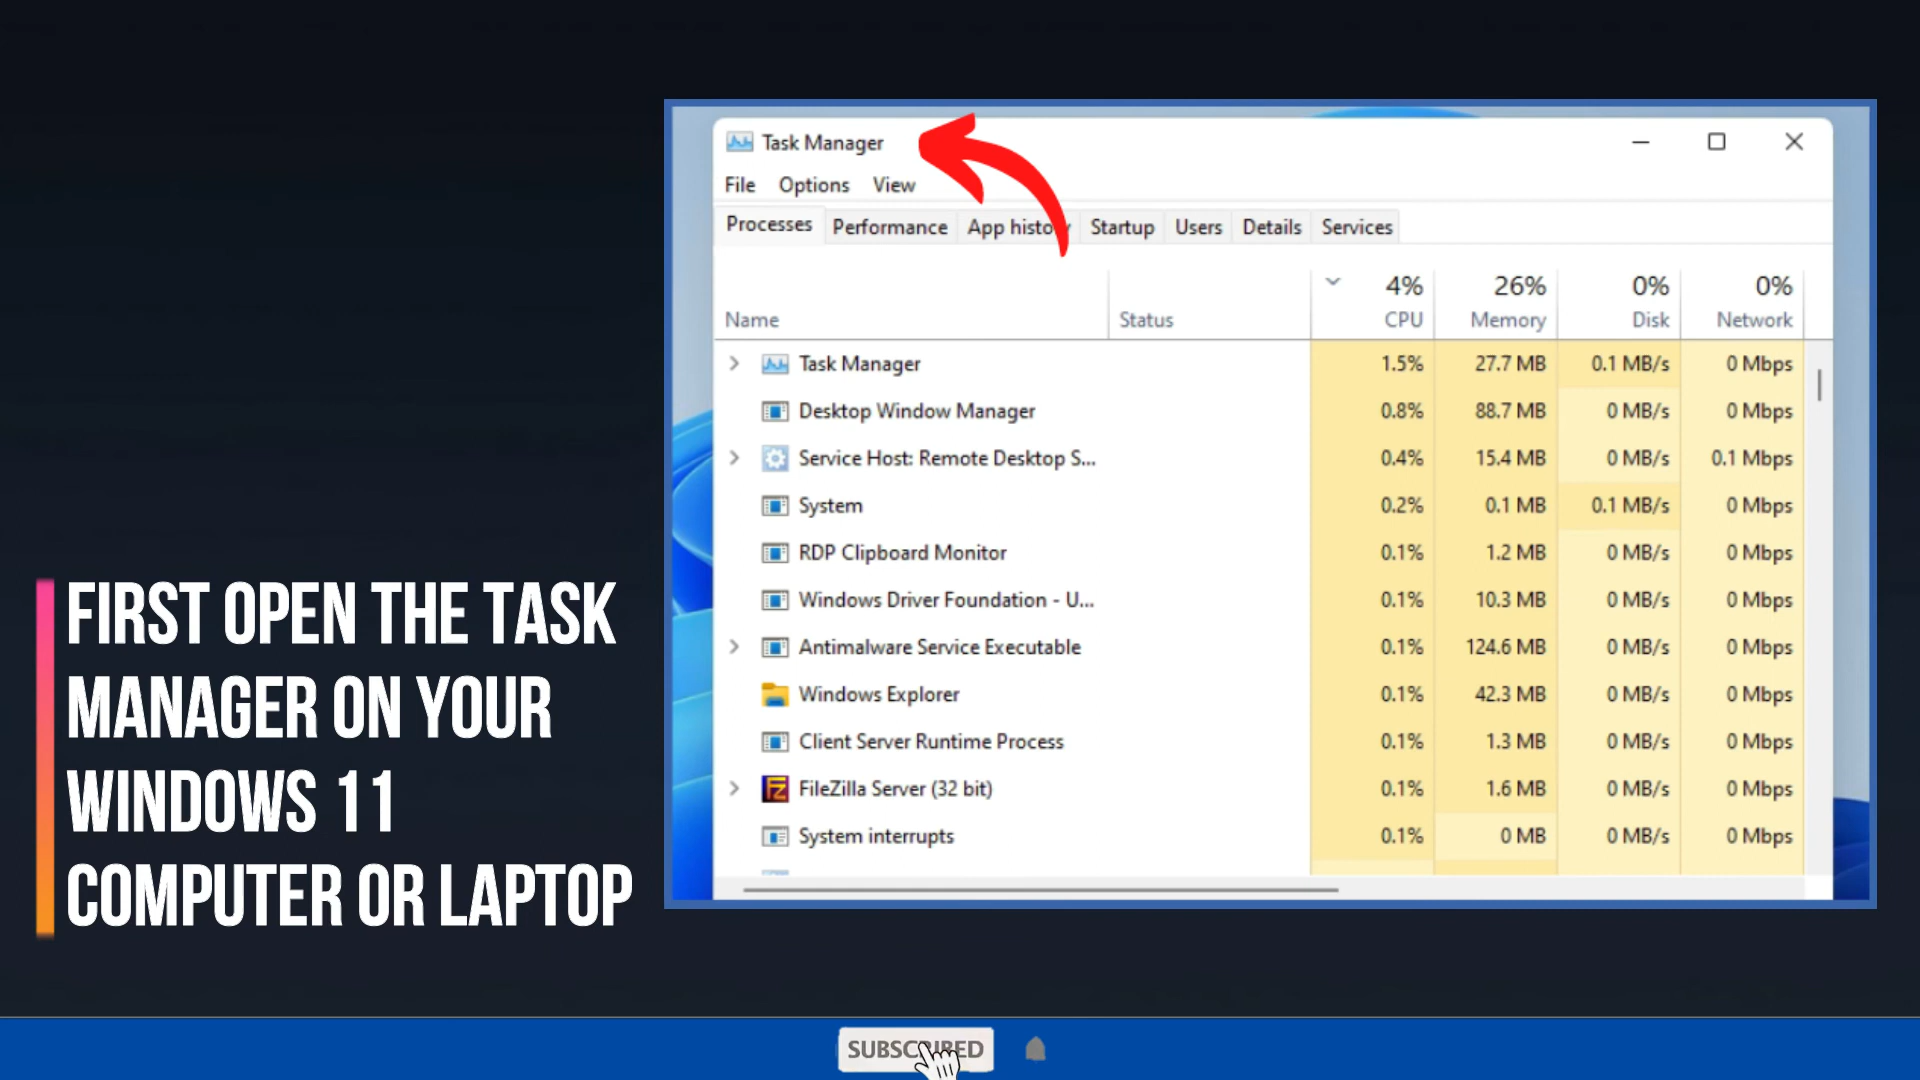 Task Manager
File Options View
Processes Performance App history Startup Users Details Services
4% 26% 0% 0%
Name Status CPU Memory Disk Network
Task Manager 1.5% 27.7 MB 0.1 MB/s 0 Mbps
Desktop Window Manager 0.8% 88.7 MB 0 MB/s 0 Mbps
Service Host: Remote Desktop S... 0.4% 15.4 MB 0 MB/s 0.1 Mbps
System 0.2% 0.1 MB 0.1 MB/s 0 Mbps
RDP Clipboard Monitor 0.1% 1.2 MB 0 MB/s 0 Mbps
Windows Driver Foundation - U... 0.1% 10.3 MB 0 MB/s 0 Mbps
Antimalware Service Executable 0.1% 124.6 MB 0 MB/s 0 Mbps
Windows Explorer 0.1% 42.3 MB 0 MB/s 0 Mbps
Client Server Runtime Process 0.1% 1.3 MB 0 MB/s 0 Mbps
FileZilla Server (32 bit) 0.1% 1.6 MB 0 MB/s 0 Mbps
System interrupts 0.1% 0 MB 0 MB/s 0 Mbps
FIRST OPEN THE TASK
MANAGER ON YOUR
WINDOWS 11
COMPUTER OR LAPTOP
SUBSCRIBED